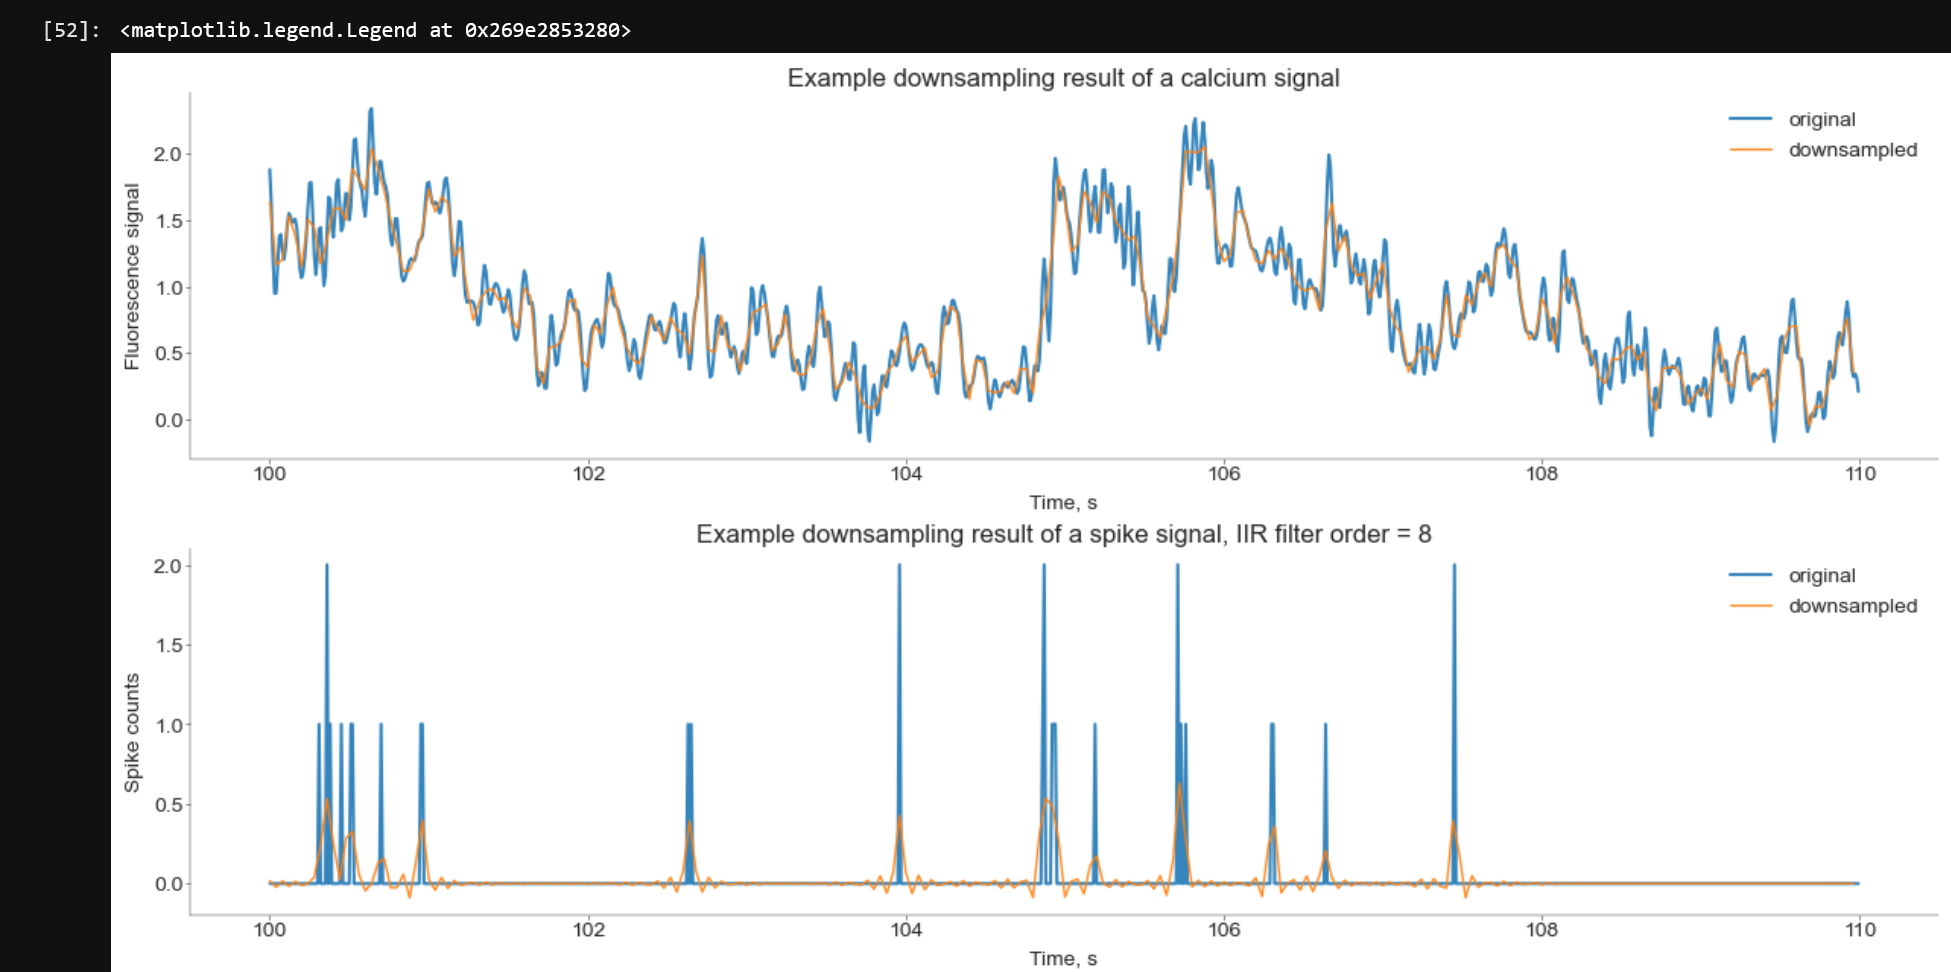 [52]: <matplotlib.legend.Legend at 0x269e2853280>
Example downsampling result of a calcium signal
original
downsampled
Fluorescence signal
2.0
1.5
1.0
0.5
0.0
100 102 104 106 108 110
Time, s
Example downsampling result of a spike signal, IIR filter order = 8
original
downsampled
Spike counts
2.0
1.5
1.0
0.5
0.0
100 102 104 106 108 110
Time, s